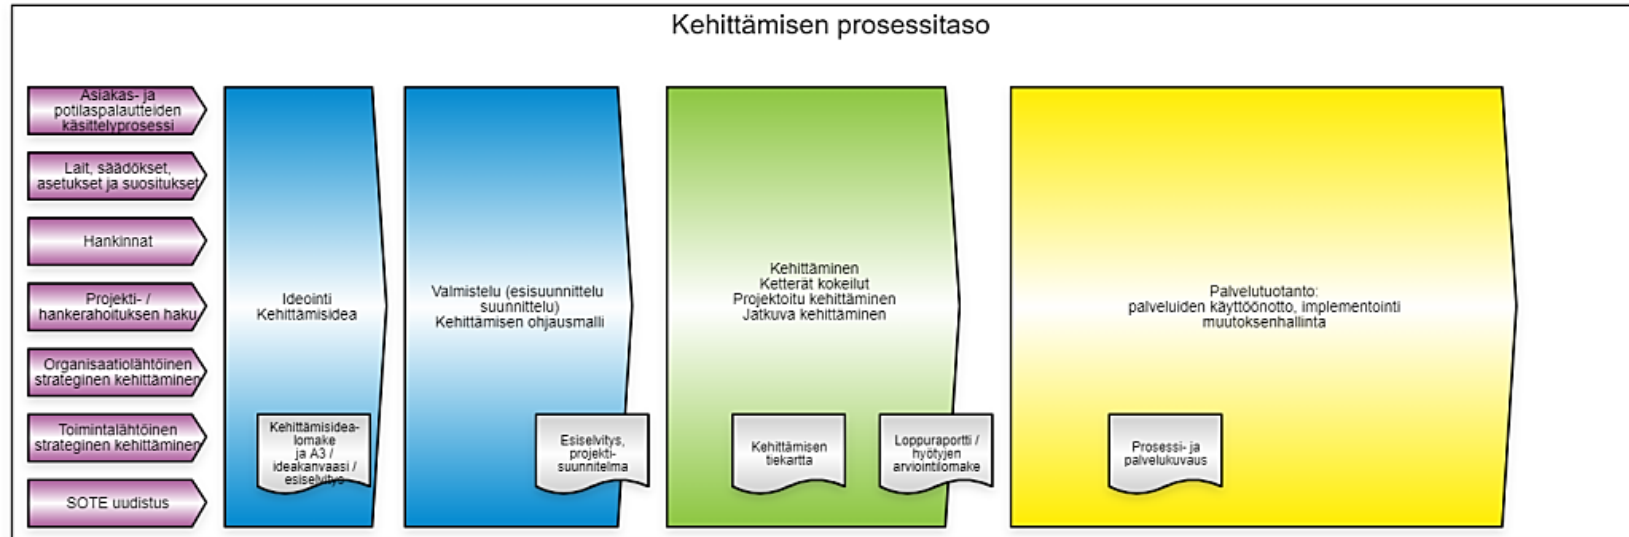 Kehittämisen prosessitaso
Asiakas- ja
potilaspalautteiden
käsittelyprosessi
Lait, säädökset,
asetukset ja suositukset
Hankinnat
Projekti- /
hankerahoituksen haku
Organisaatiolähtöinen
strateginen kehittäminen
Toimintalähtöinen
strateginen kehittäminen
SOTE uudistus
Ideointi
Kehittämisidea
Kehittämisidea-
lomake
ja A3 /
ideakanvaasi /
esiselvitys
Valmistelu (esisuunnittelu
suunnittelu)
Kehittämisen ohjausmalli
Esiselvitys,
projekti-
suunnitelma
Kehittäminen
Ketterät kokeilut
Projektoitu kehittäminen
Jatkuva kehittäminen
Kehittämisen
tiekartta
Loppuraportti /
hyötyjen
arviointilomake
Palvelutuotanto:
palveluiden käyttöönotto, implementointi
muutoksenhallinta
Prosessi- ja
palvelukuvaus